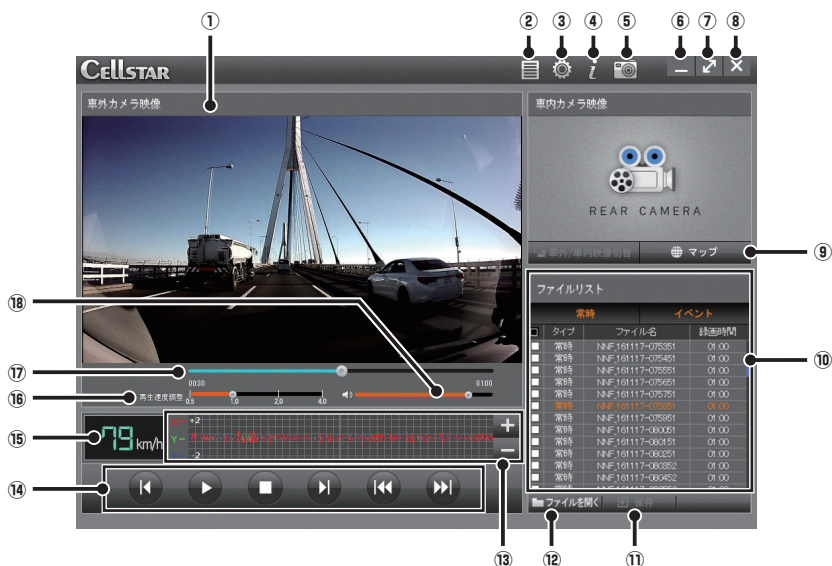 ① ② ③ ④ ⑤ ⑥ ⑦ ⑧
CELLSTAR
車外カメラ映像
車内カメラ映像
REAR CAMERA
車外/車内映像切替 マップ ⑨
ファイルリスト
常時 イベント
タイプ ファイル名 録画時間
常時 NNF_161117-075351 01:00
常時 NNF_161117-075451 01:00
常時 NNF_161117-075551 01:00
常時 NNF_161117-075651 01:00
常時 NNF_161117-075751 01:00
常時 NNF_161117-075851 01:00
常時 NNF_161117-075951 01:00
常時 NNF_161117-080051 01:00
常時 NNF_161117-080151 01:00
常時 NNF_161117-080251 01:00
常時 NNF_161117-080352 01:00
常時 NNF_161117-080452 01:00
⑩
ファイルを開く 保存
⑱
⑰
00:30 01:00
⑯ 再生速度調整 0.5 1.0 2.0 4.0
⑮ 79 km/h
+2
Y
-2
⑭
⑬ ⑫ ⑪